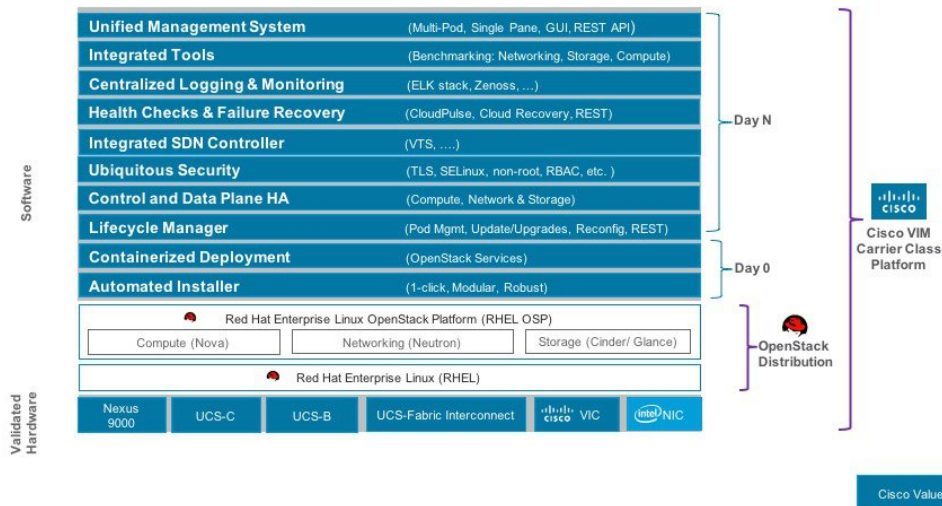 Unified Management System (Multi-Pod, Single Pane, GUI, REST API)
Integrated Tools (Benchmarking: Networking, Storage, Compute)
Centralized Logging & Monitoring (ELK stack, Zenoss, ...)
Health Checks & Failure Recovery (CloudPulse, Cloud Recovery, REST)
Integrated SDN Controller (VTS, ....)
Ubiquitous Security (TLS, SELinux, non-root, RBAC, etc. )
Control and Data Plane HA (Compute, Network & Storage)
Lifecycle Manager (Pod Mgmt, Update/Upgrades, Reconfig, REST)
Containerized Deployment (OpenStack Services)
Automated Installer (1-click, Modular, Robust)
Red Hat Enterprise Linux OpenStack Platform (RHEL OSP)
Compute (Nova)
Networking (Neutron)
Storage (Cinder/ Glance)
Red Hat Enterprise Linux (RHEL)
Nexus
9000
UCS-C
UCS-B
UCS-Fabric Interconnect
CISCO VIC
intel NIC
Software
Validated
Hardware
Day N
Day 0
OpenStack
Distribution
CISCO
Cisco VIM
Carrier Class
Platform
Cisco Value